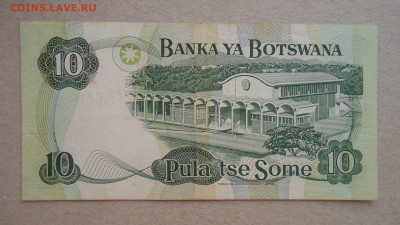 COINS.LAVE.RU
10
BANKA YA BOTSWANA
10
Pula tse Some
10